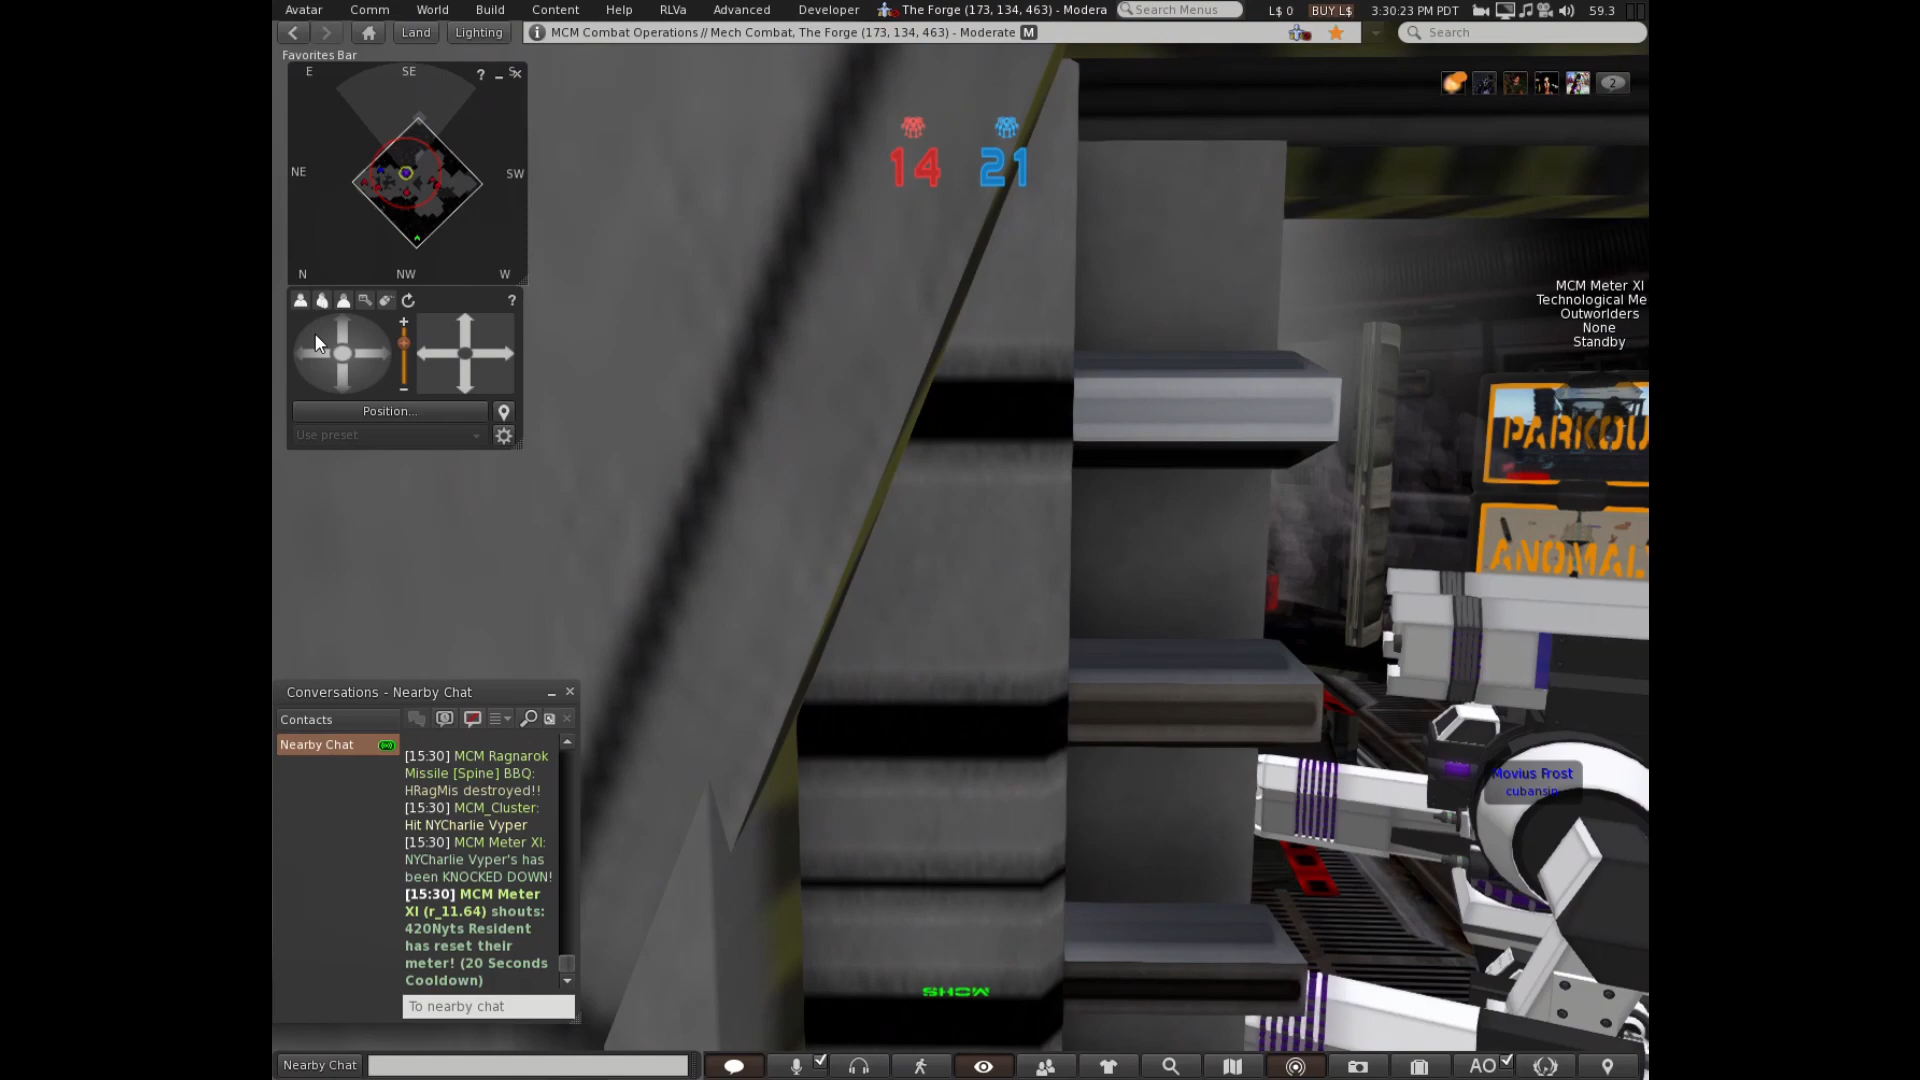 Avatar Comm World Build Content Help RLVa Advanced Developer The Forge (173, 134, 463) - Modera Search Menus L$ 0 BUY L$ 3:30:23 PM PDT 59.3
Land Lighting MCM Combat Operations // Mech Combat, The Forge (173, 134, 463) - Moderate M Search
Favorites Bar
E SE S ?
NE SW
N NW W
2
14 21
?
+
-
Position...
Use preset
MCM Meter XI
Technological Me
Outworlders
None
Standby
PARKOU
ANOMAL
Movius Frost
cubansin
Conversations - Nearby Chat
Contacts
Nearby Chat
[15:30] MCM Ragnarok
Missile [Spine] BBQ:
HRagMis destroyed!!
[15:30] MCM_Cluster:
Hit NYCharlie Vyper
[15:30] MCM Meter XI:
NYCharlie Vyper's has
been KNOCKED DOWN!
[15:30] MCM Meter
XI (r_11.64) shouts:
420Nyts Resident
has reset their
meter! (20 Seconds
Cooldown)
To nearby chat
SHOW
Nearby Chat AO